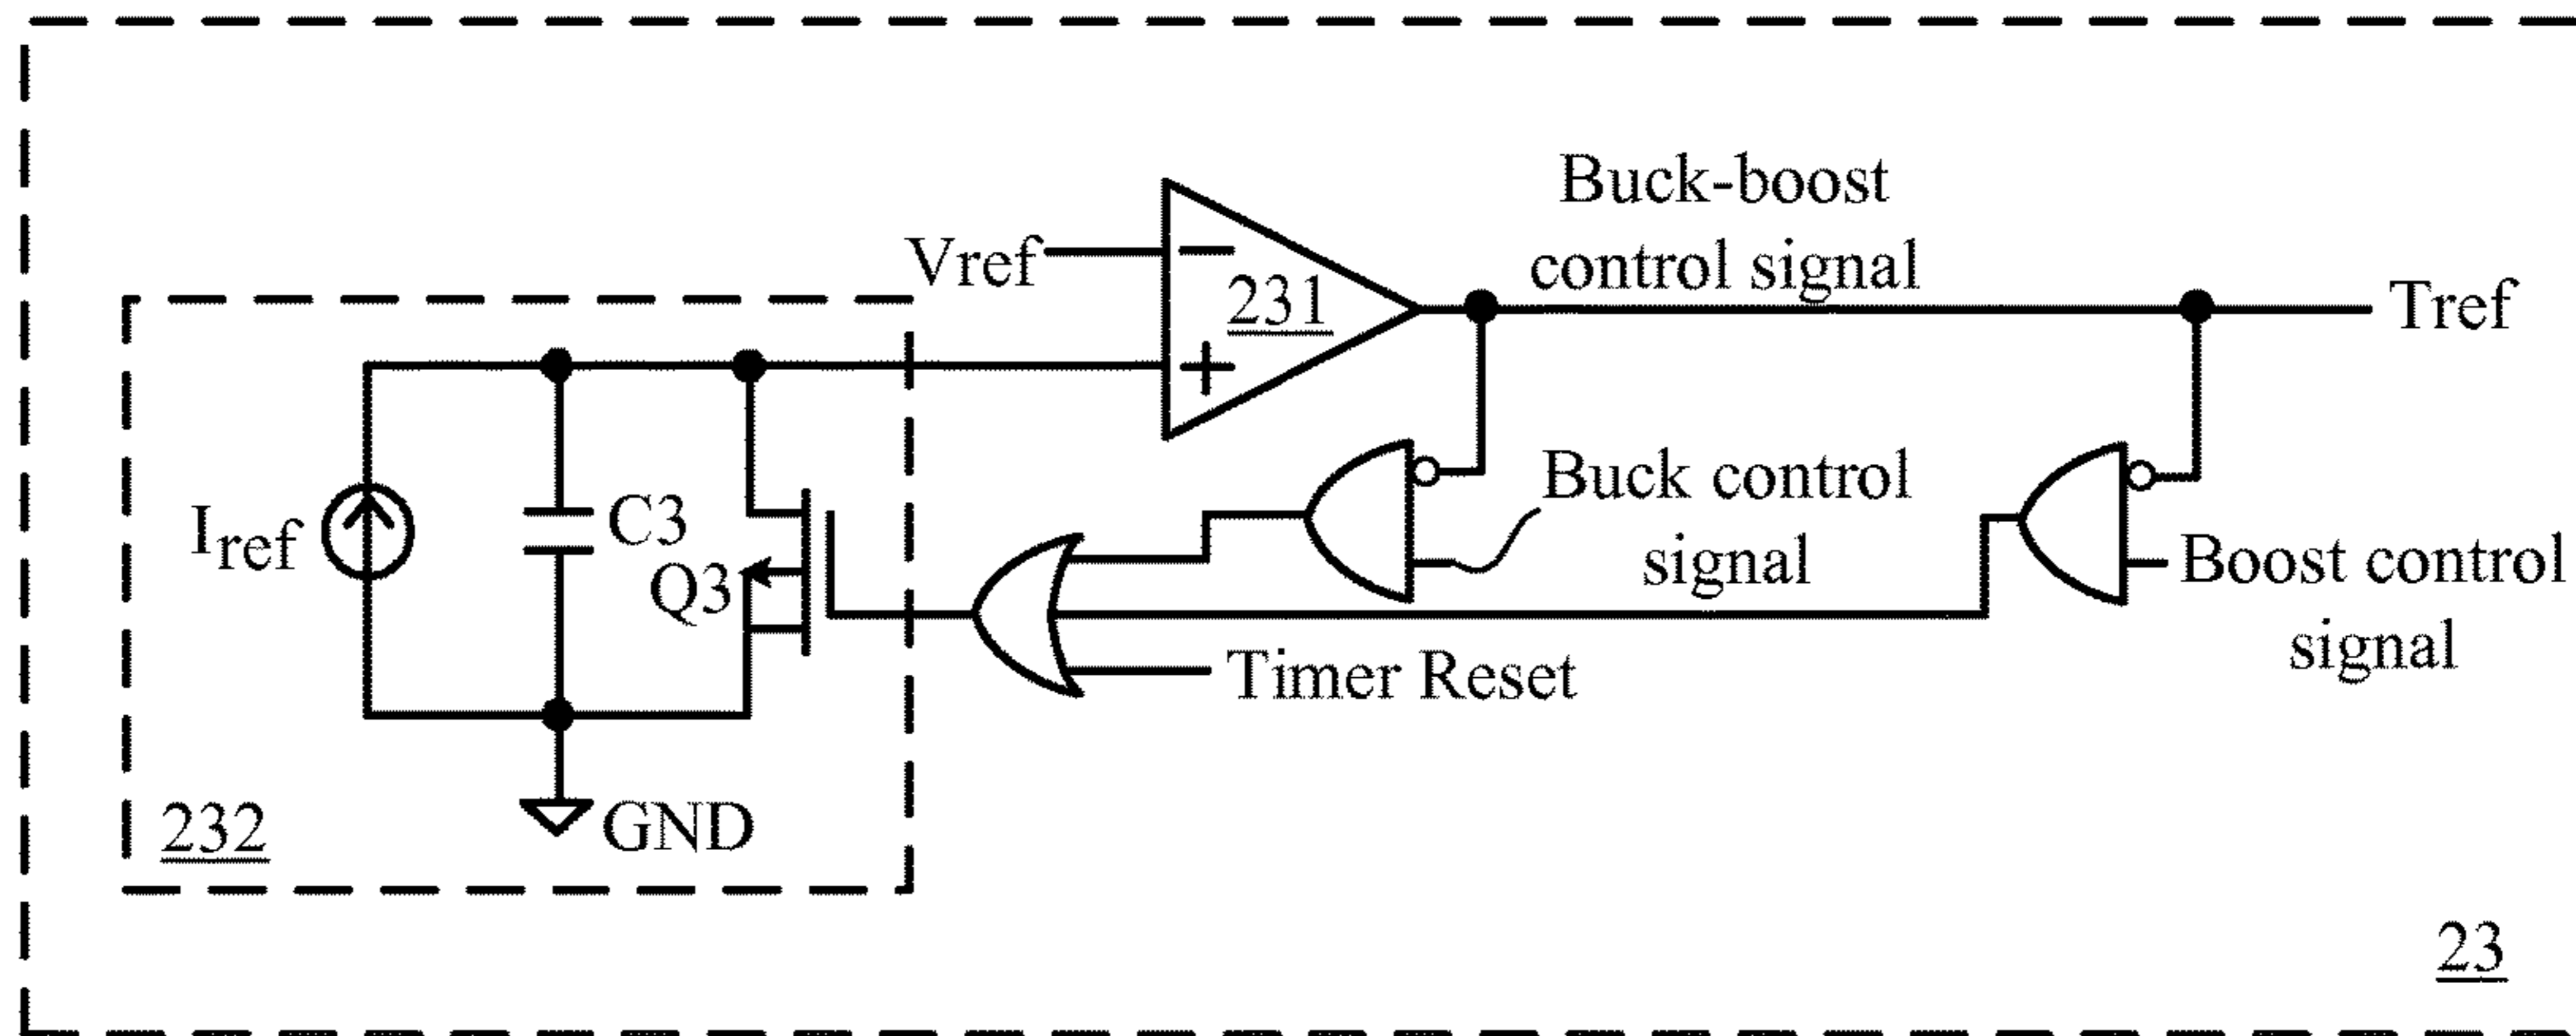 Buck-boost
control signal
Vref
231
Tref
Iref
C3
Q3
Buck control
signal
Boost control
signal
Timer Reset
GND
232
23